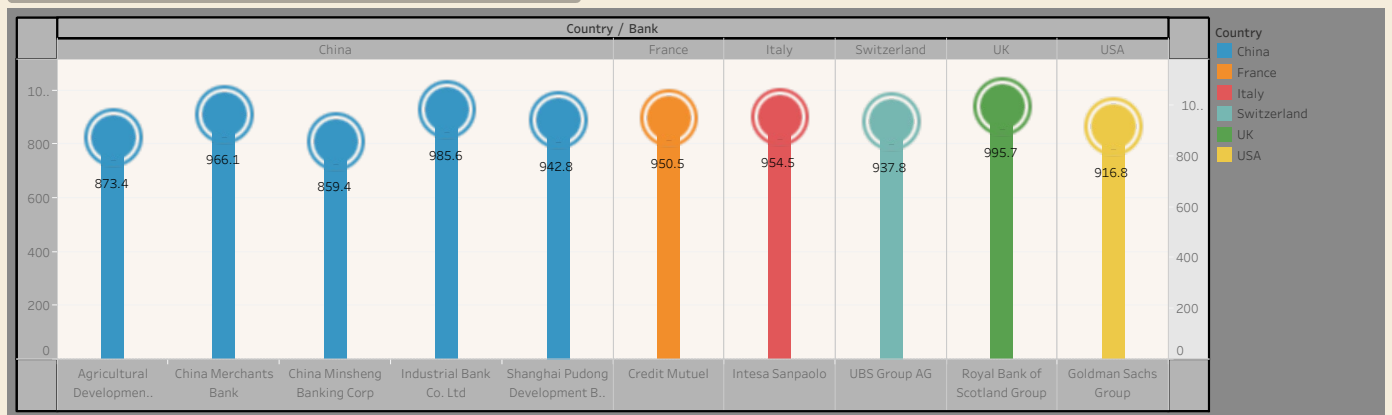 Country / Bank
China France Italy Switzerland UK USA
10..
800
600
400
200
0
873.4
966.1
859.4
985.6
942.8
950.5
954.5
937.8
995.7
916.8
10..
800
600
400
200
0
Agricultural
Developmen..
China Merchants
Bank
China Minsheng
Banking Corp
Industrial Bank
Co. Ltd
Shanghai Pudong
Development B..
Credit Mutuel
Intesa Sanpaolo
UBS Group AG
Royal Bank of
Scotland Group
Goldman Sachs
Group
Country
China
France
Italy
Switzerland
UK
USA